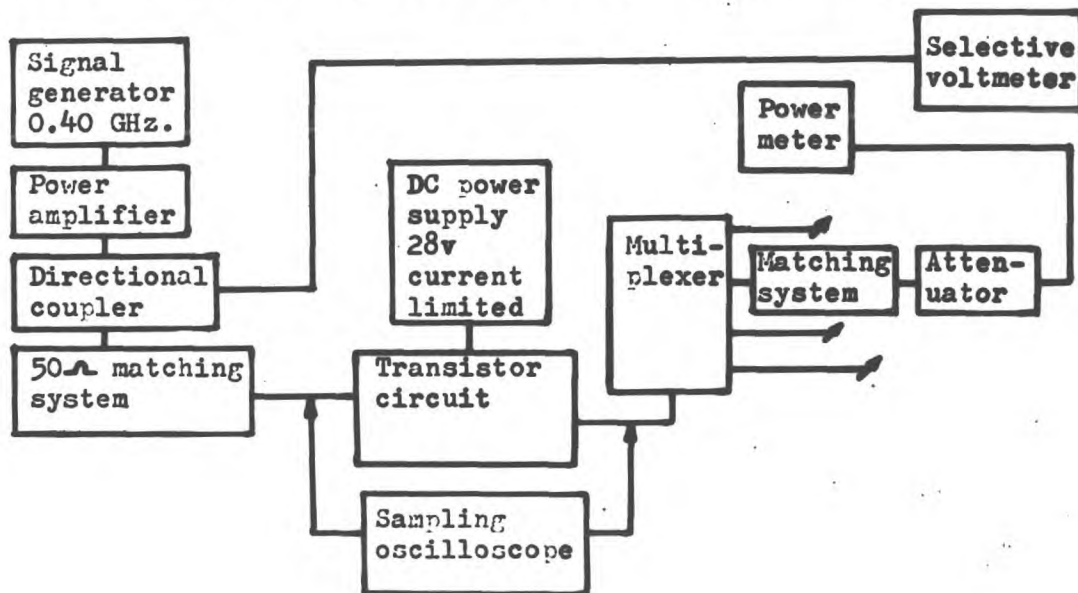 Signal
generator
0.40 GHz.
Power
amplifier
Directional
coupler
50Ω matching
system
DC power
supply
28v
current
limited
Transistor
circuit
Sampling
oscilloscope
Multi-
plexer
Matching
system
Atten-
uator
Power
meter
Selective
voltmeter